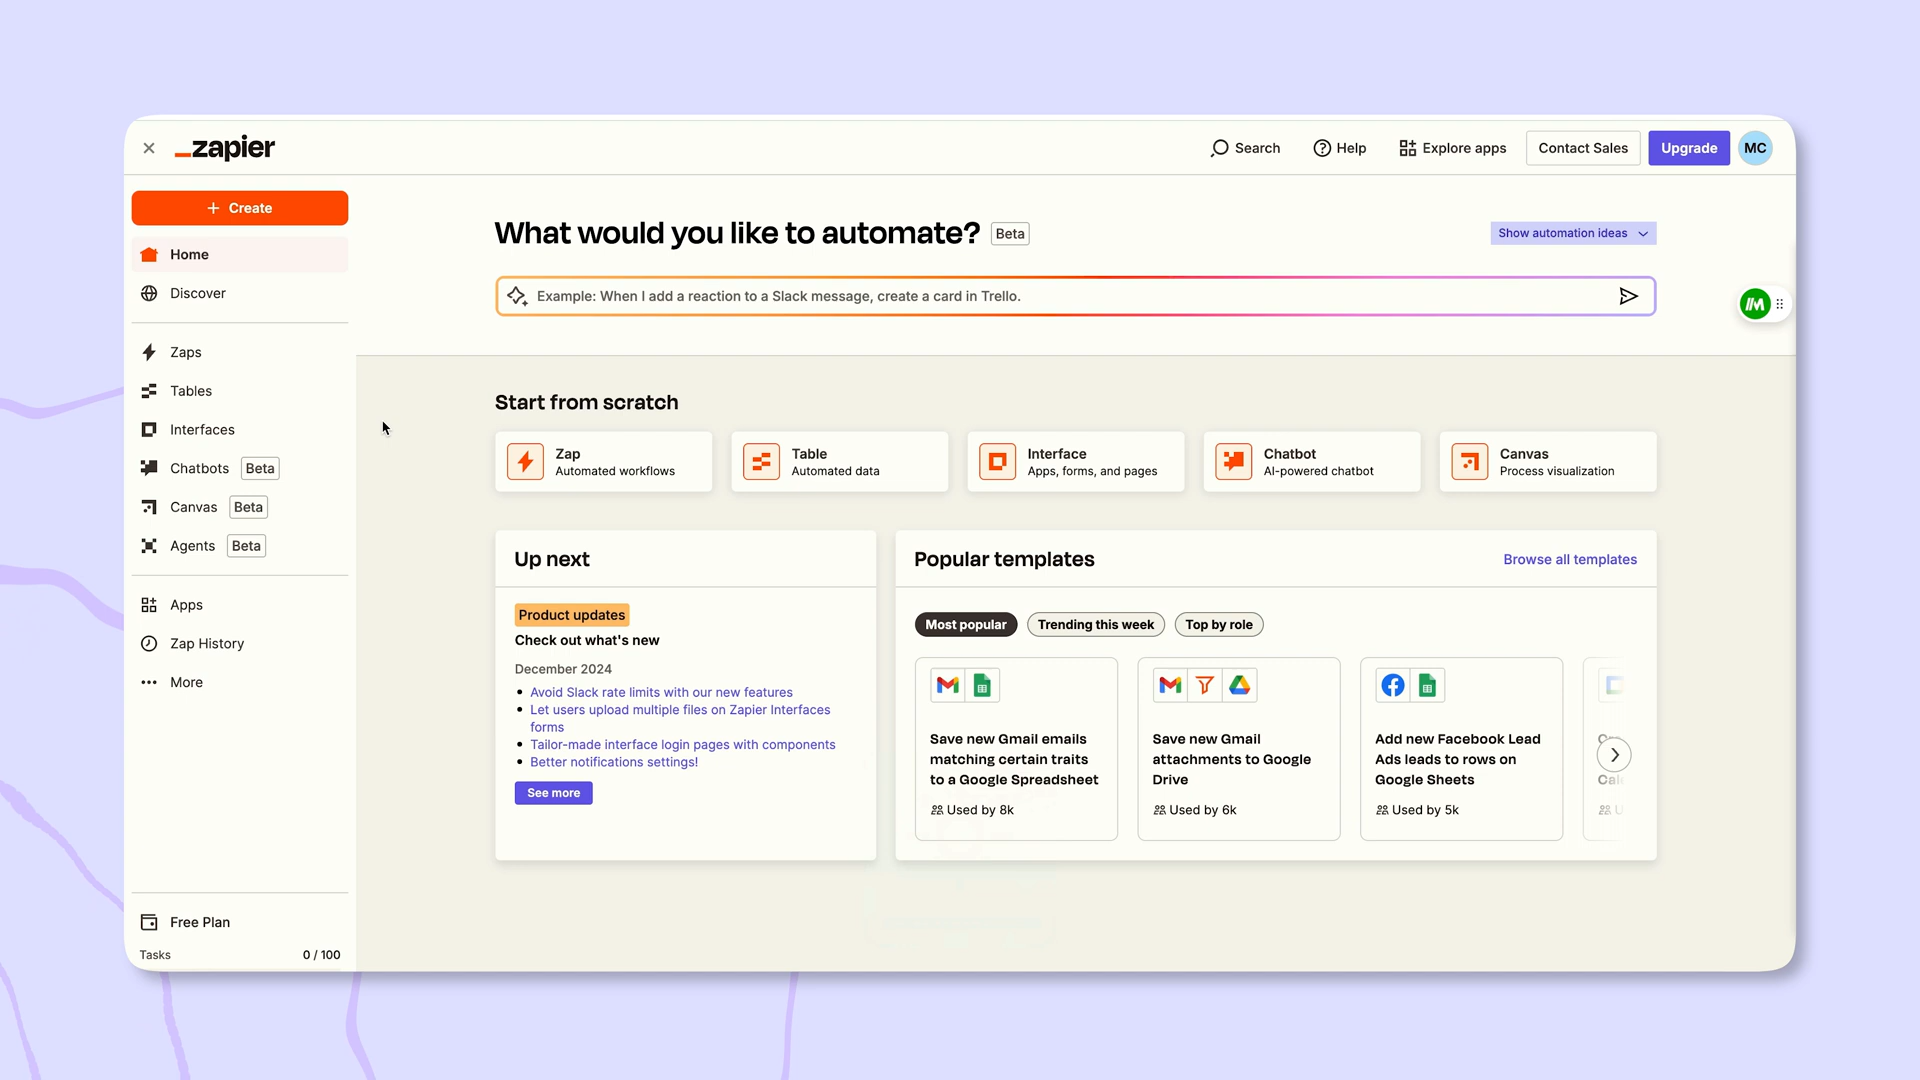 zapier
Search
Help
Explore apps
Contact Sales
Upgrade
MC
+ Create
Home
Discover
Zaps
Tables
Interfaces
Chatbots Beta
Canvas Beta
Agents Beta
Apps
Zap History
More
Free Plan
Tasks 0 / 100
What would you like to automate? Beta
Show automation ideas
Example: When I add a reaction to a Slack message, create a card in Trello.
Start from scratch
Zap
Automated workflows
Table
Automated data
Interface
Apps, forms, and pages
Chatbot
AI-powered chatbot
Canvas
Process visualization
Up next
Product updates
Check out what's new
December 2024
Avoid Slack rate limits with our new features
Let users upload multiple files on Zapier Interfaces
forms
Tailor-made interface login pages with components
Better notifications settings!
See more
Popular templates
Browse all templates
Most popular
Trending this week
Top by role
Save new Gmail emails
matching certain traits
to a Google Spreadsheet
Used by 8k
Save new Gmail
attachments to Google
Drive
Used by 6k
Add new Facebook Lead
Ads leads to rows on
Google Sheets
Used by 5k